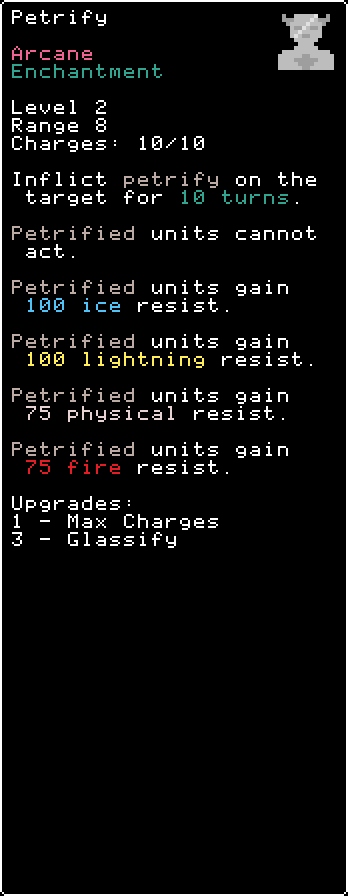 Petrify
Arcane
Enchantment
Level 2
Range 8
Charges: 10/10
Inflict petrify on the
target for 10 turns.
Petrified units cannot
act.
Petrified units gain
100 ice resist.
Petrified units gain
100 lightning resist.
Petrified units gain
75 physical resist.
Petrified units gain
75 fire resist.
Upgrades:
1 - Max Charges
3 - Glassify